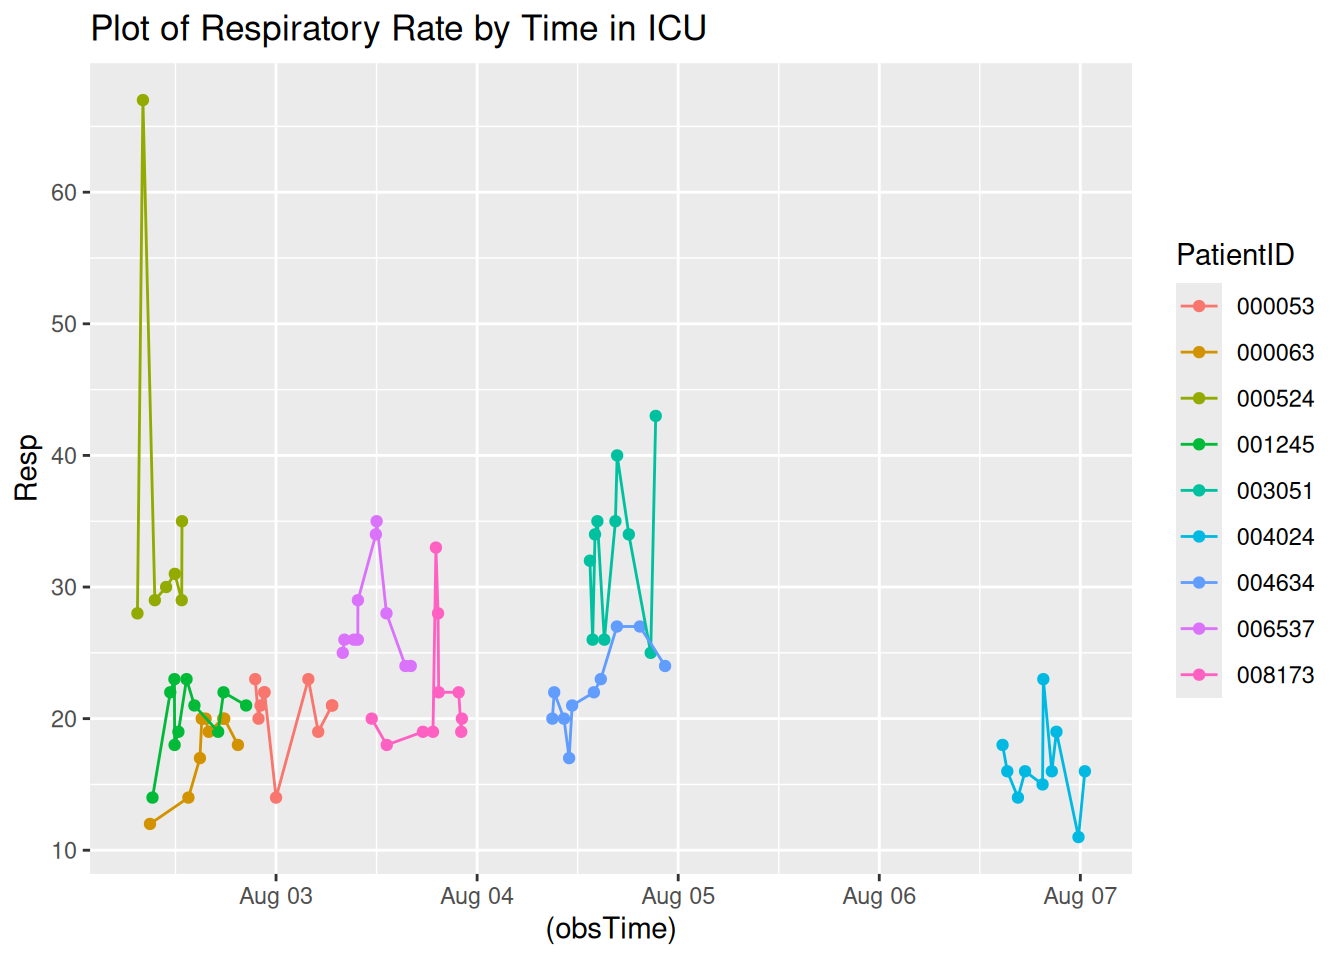 Plot of Respiratory Rate by Time in ICU
Resp
60
50
40
30
20
10
Aug 03
Aug 04
Aug 05
Aug 06
Aug 07
(obsTime)
PatientID
000053
000063
000524
001245
003051
004024
004634
006537
008173